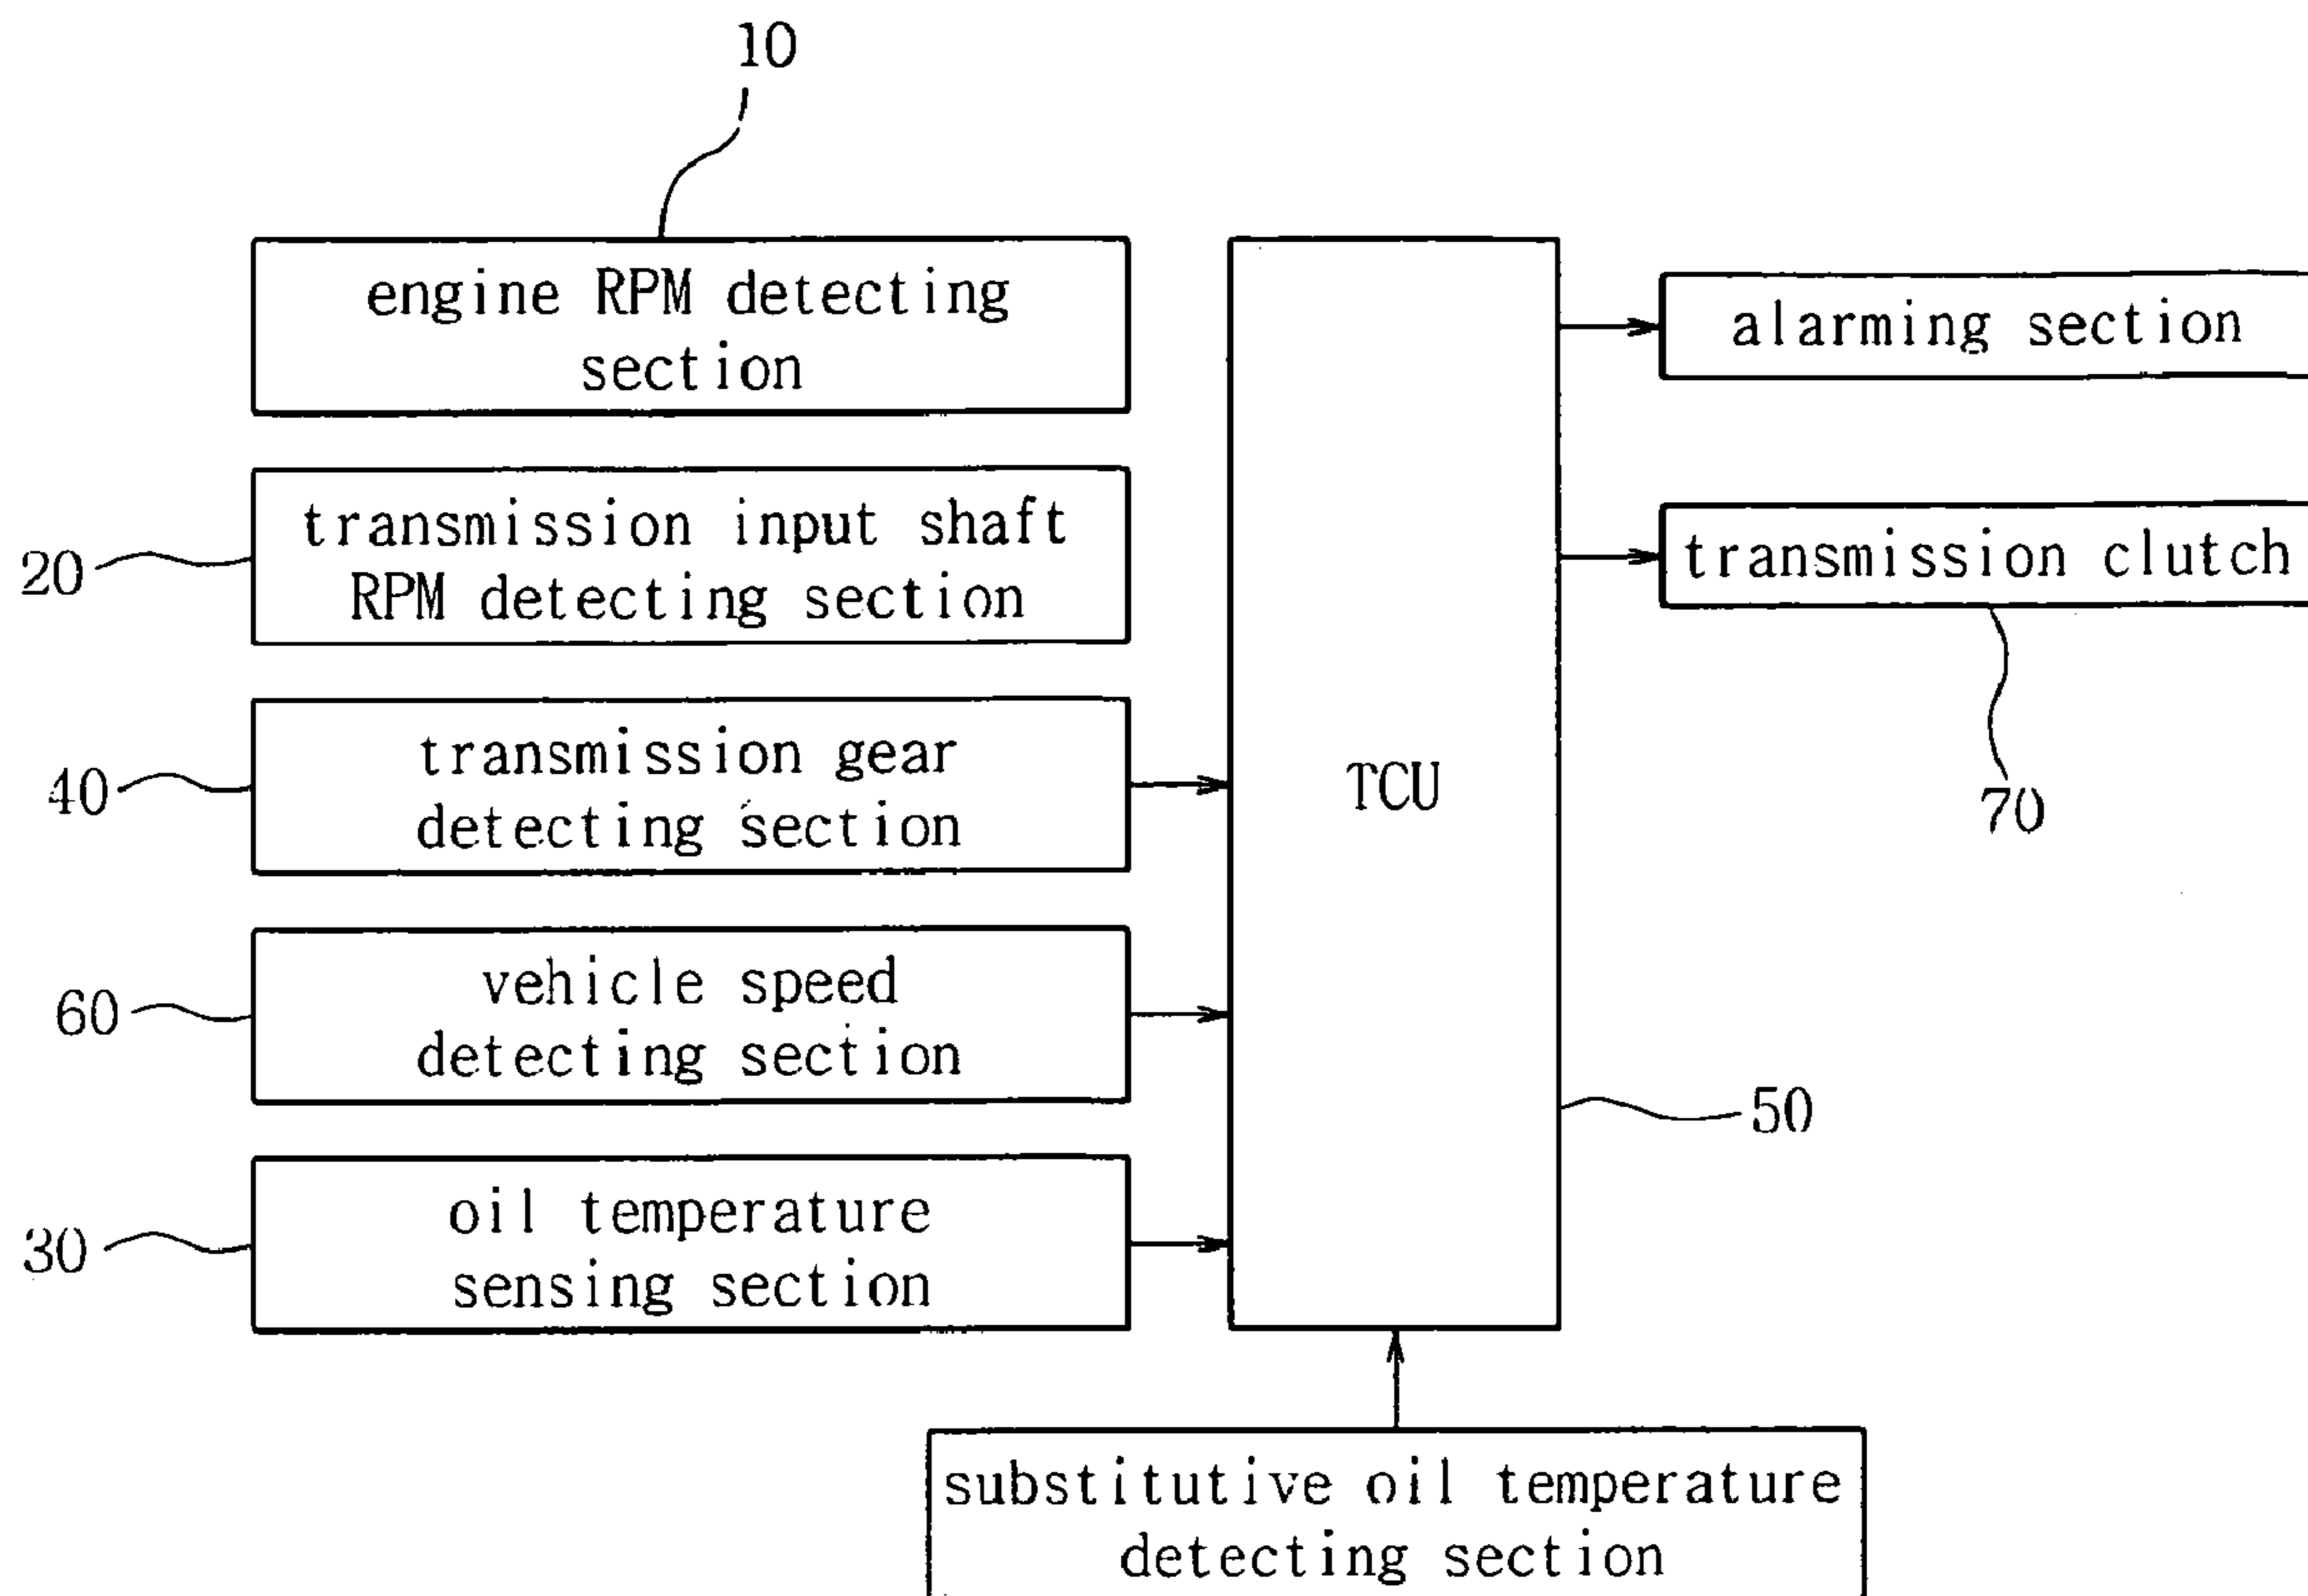 10
engine RPM detecting
section
alarming section
20
transmission input shaft
RPM detecting section
transmission clutch
70
40
transmission gear
detecting section
TCU
60
vehicle speed
detecting section
50
30
oil temperature
sensing section
substitutive oil temperature
detecting section